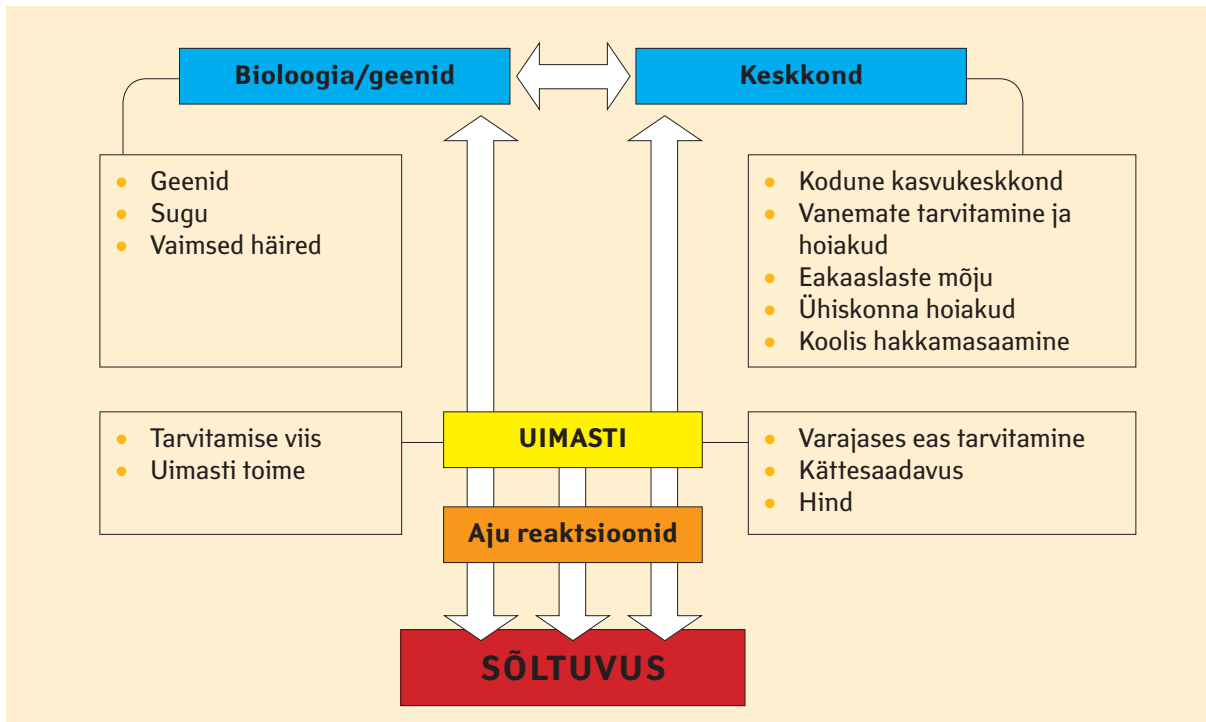 Bioloogia/geenid
Keskkond
Geenid
Sugu
Vaimsed häired
Kodune kasvukeskkond
Vanemate tarvitamine ja
hoiakud
Eakaaslaste mõju
Ühiskonna hoiakud
Koolis hakkamasaamine
Tarvitamise viis
Uimasti toime
UIMASTI
Varajases eas tarvitamine
Kättesaadavus
Hind
Aju reaktsioonid
SÕLTUVUS